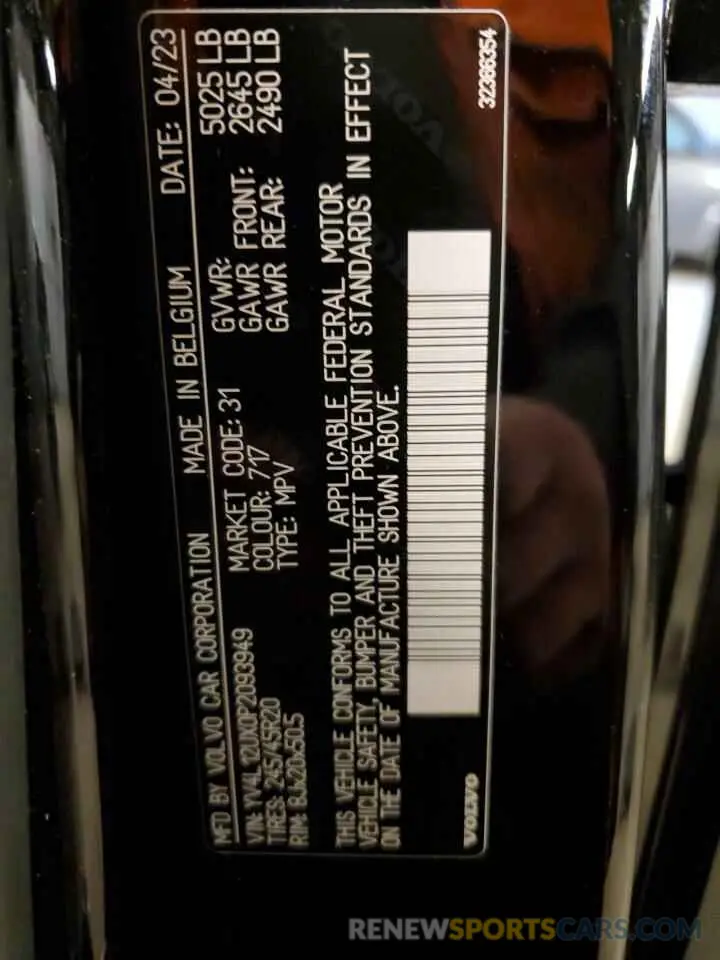 MFD BY VOLVO CAR CORPORATION MADE IN BELGIUM DATE: 04/23
VIN: YV4L12UX0P2093949 MARKET CODE: 31 GVWR: 5025 LB
TIRES: 245/45R20 COLOUR: 717 GAWR FRONT: 2645 LB
RIM: 8Jx20x50.5 TYPE: MPV GAWR REAR: 2490 LB
THIS VEHICLE CONFORMS TO ALL APPLICABLE FEDERAL MOTOR
VEHICLE SAFETY, BUMPER AND THEFT PREVENTION STANDARDS IN EFFECT
ON THE DATE OF MANUFACTURE SHOWN ABOVE.
VOLVO 32366354
RENEWSPORTSCARS.COM